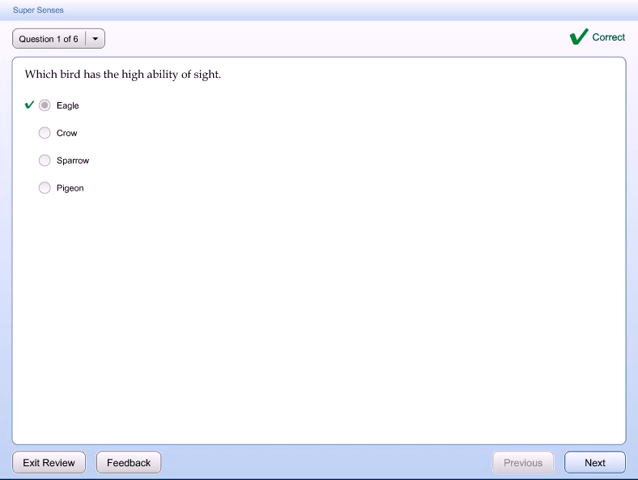 Super Senses
Question 1 of 6
Correct
Which bird has the high ability of sight.
Eagle
Crow
Sparrow
Pigeon
Exit Review
Feedback
Previous
Next